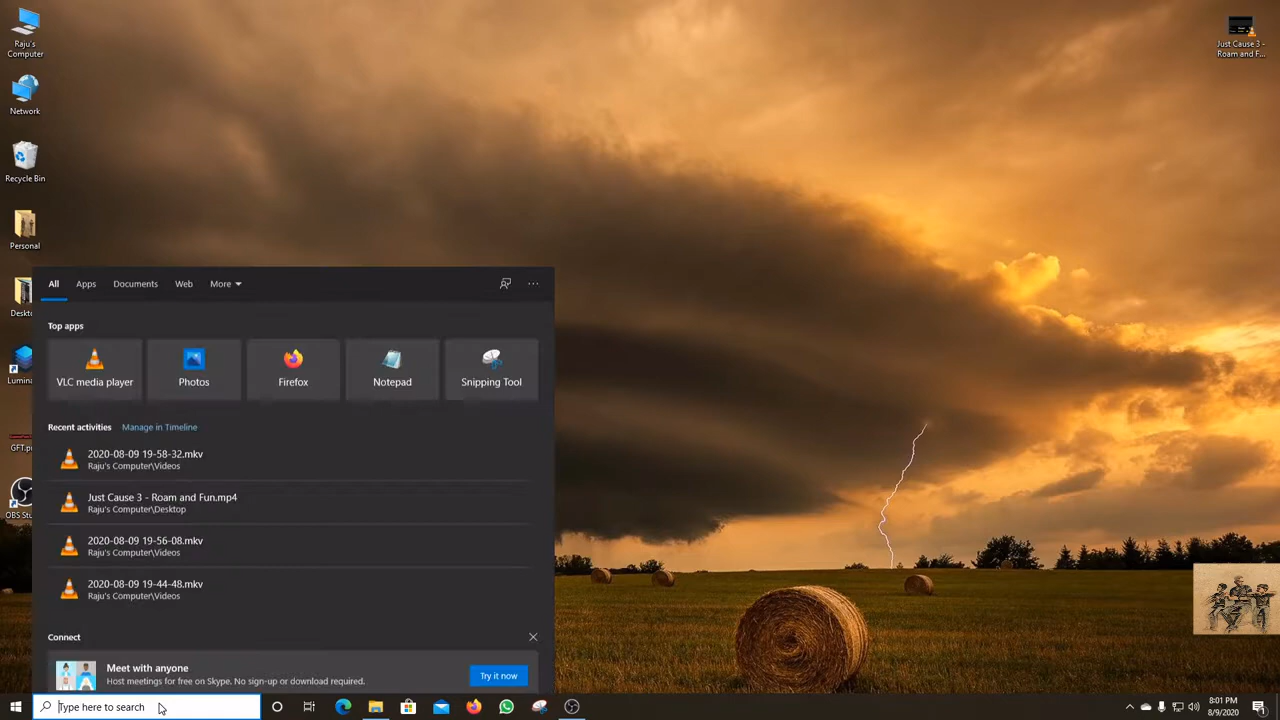 Raju's
Computer
Network
Recycle Bin
Personal
Just Cause 3 -
Roam and F...
All Apps Documents Web More
Top apps
VLC media player Photos Firefox Notepad Snipping Tool
Recent activities Manage in Timeline
2020-08-09 19-58-32.mkv
Raju's Computer\Videos
Just Cause 3 - Roam and Fun.mp4
Raju's Computer\Desktop
2020-08-09 19-56-08.mkv
Raju's Computer\Videos
2020-08-09 19-44-48.mkv
Raju's Computer\Videos
Connect
Meet with anyone
Host meetings for free on Skype. No sign-up or download required.
Try it now
Deskto
Lumina
GFT.p
OBS Stu
Type here to search
8:01 PM
8/9/2020
1